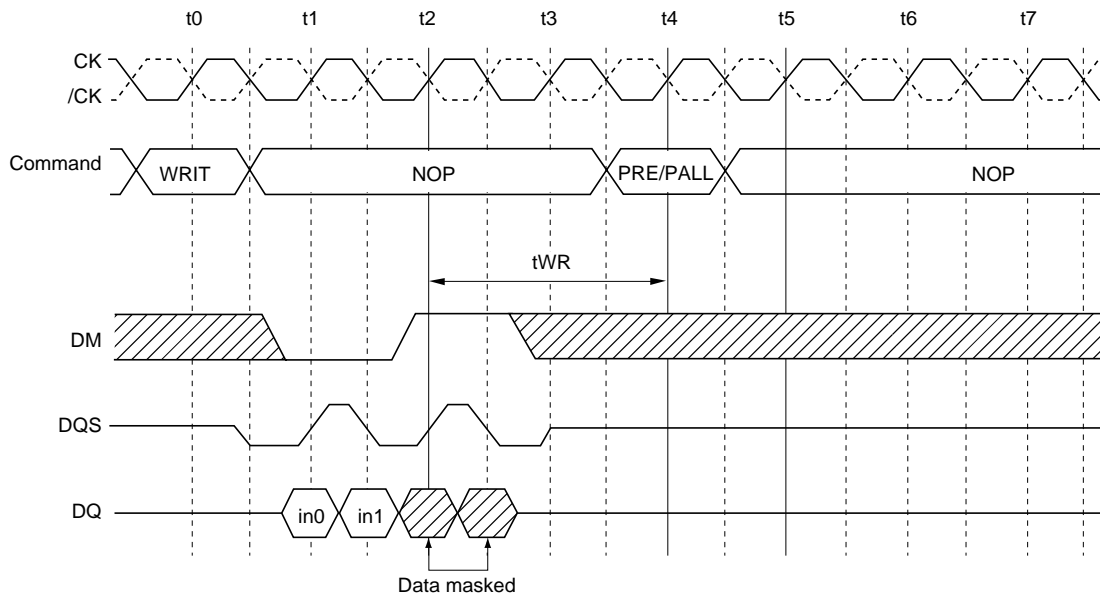 t0 t1 t2 t3 t4 t5 t6 t7
CK
/CK
Command WRIT NOP PRE/PALL NOP
tWR
DM
DQS
DQ in0 in1
Data masked